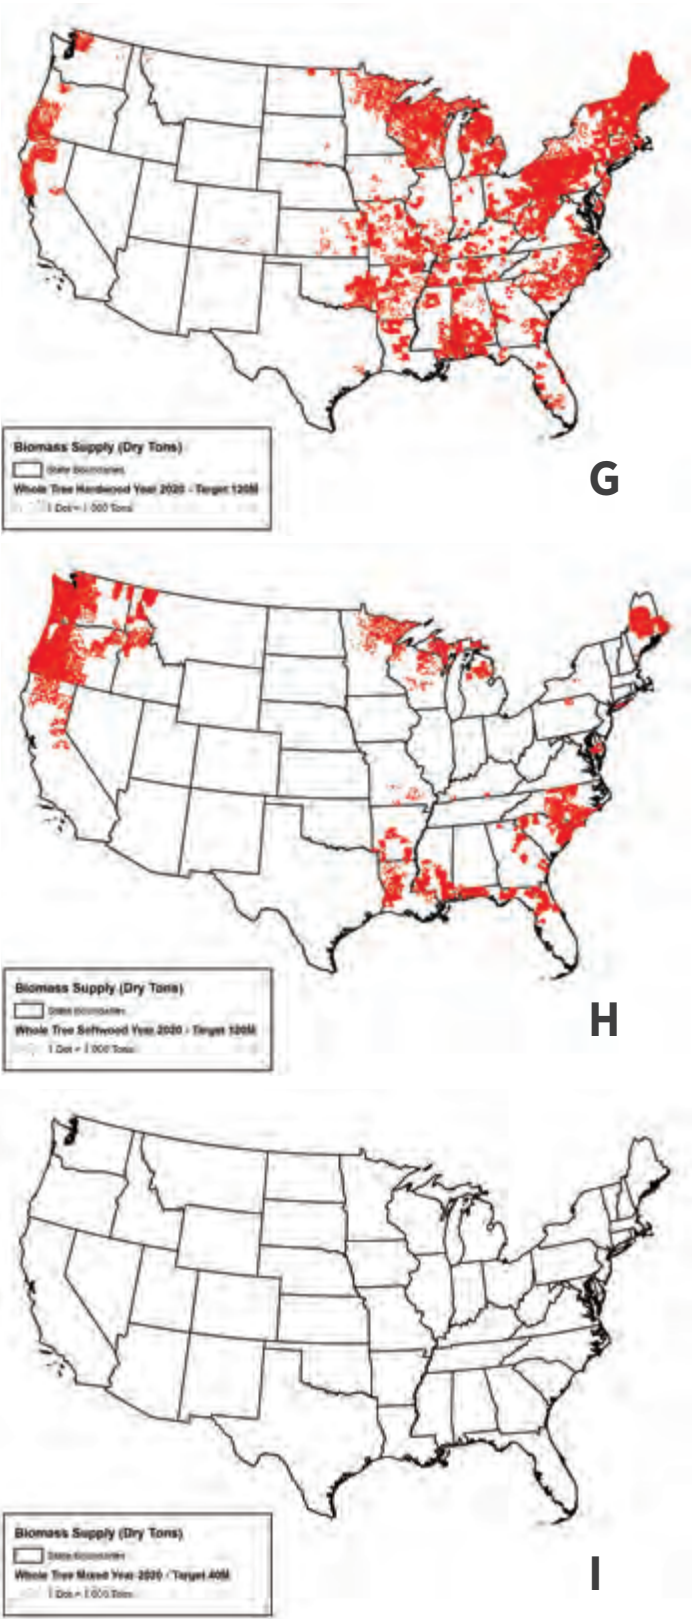 Biomass Supply (Dry Tons)
State Boundaries
Whole Tree Hardwood Year 2020 - Target 120M
1 Dot = 1 000 Tons
G
Biomass Supply (Dry Tons)
State Boundaries
Whole Tree Softwood Year 2020 - Target
1 Dot = 1 000 Tons
H
Biomass Supply (Dry Tons)
State Boundaries
Whole Tree Mixed Year 2020 - Target 40M
1 Dot = 1 000 Tons
I